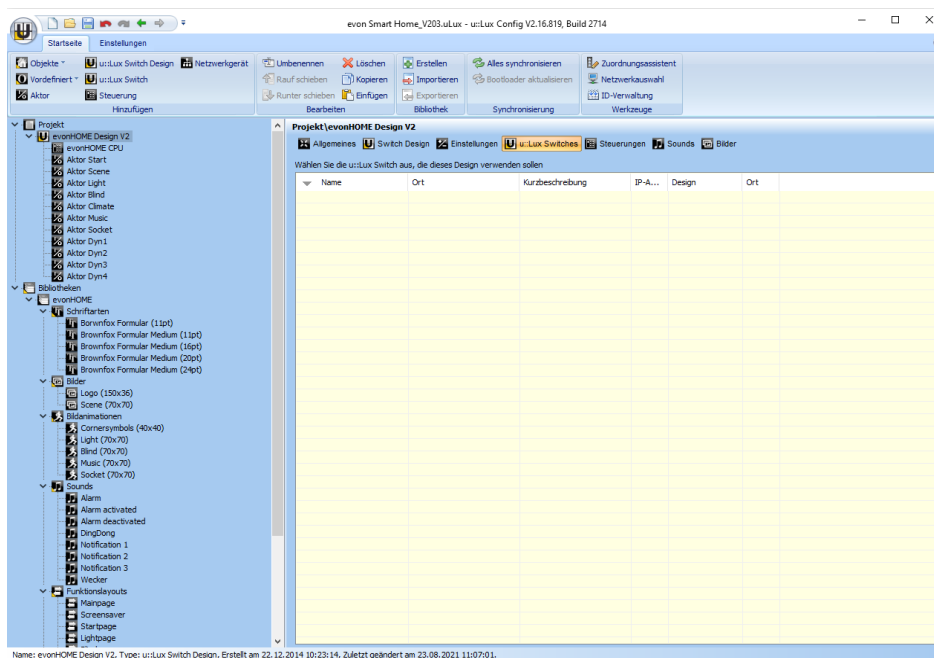 evon Smart Home_V203.uLux - u::Lux Config V2.16.819, Build 2714
Startseite Einstellungen
Objekte u::Lux Switch Design Netzwerkgerät Umbenennen Löschen Erstellen Alles synchronisieren Zuordnungsassistent
Vordefiniert u::Lux Switch Rauf schieben Kopieren Importieren Bootloader aktualisieren Netzwerkauswahl
Aktor Steuerung Runter schieben Einfügen Exportieren ID-Verwaltung
Hinzufügen Bearbeiten Bibliothek Synchronisierung Werkzeuge
Projekt
evonHOME Design V2
evonHOME CPU
Aktor Start
Aktor Scene
Aktor Light
Aktor Blind
Aktor Climate
Aktor Music
Aktor Socket
Aktor Dyn1
Aktor Dyn2
Aktor Dyn3
Aktor Dyn4
Bibliotheken
evonHOME
Schriftarten
Borwnfox Formular (11pt)
Brownfox Formular Medium (11pt)
Brownfox Formular Medium (16pt)
Brownfox Formular Medium (20pt)
Brownfox Formular Medium (24pt)
Bilder
Logo (150x36)
Scene (70x70)
Bildanimationen
Cornersymbols (40x40)
Light (70x70)
Blind (70x70)
Music (70x70)
Socket (70x70)
Sounds
Alarm
Alarm activated
Alarm deactivated
DingDong
Notification 1
Notification 2
Notification 3
Wecker
Funktionslayouts
Mainpage
Screensaver
Startpage
Lightpage
Projekt\evonHOME Design V2
Allgemeines Switch Design Einstellungen u::Lux Switches Steuerungen Sounds Bilder
Wählen Sie die u::Lux Switch aus, die dieses Design verwenden sollen
Name Ort Kurzbeschreibung IP-A... Design Ort
Name: evonHOME Design V2, Type: u::Lux Switch Design, Erstellt am 22.12.2014 10:23:14, Zuletzt geändert am 23.08.2021 11:07:01.